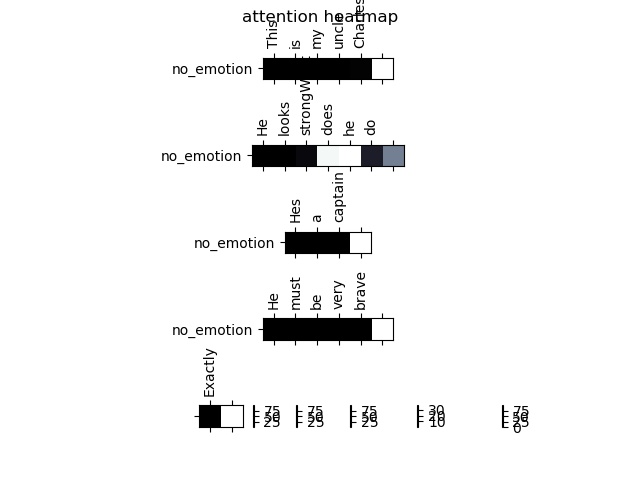 attention heatmap
This is my uncle Charles
no_emotion
He looks does he do
no_emotion
Hes a captain
no_emotion
He must be very brave
no_emotion
Exactly
75 75 75 30 75
50 50 50 20 50
25 25 25 10 25
0